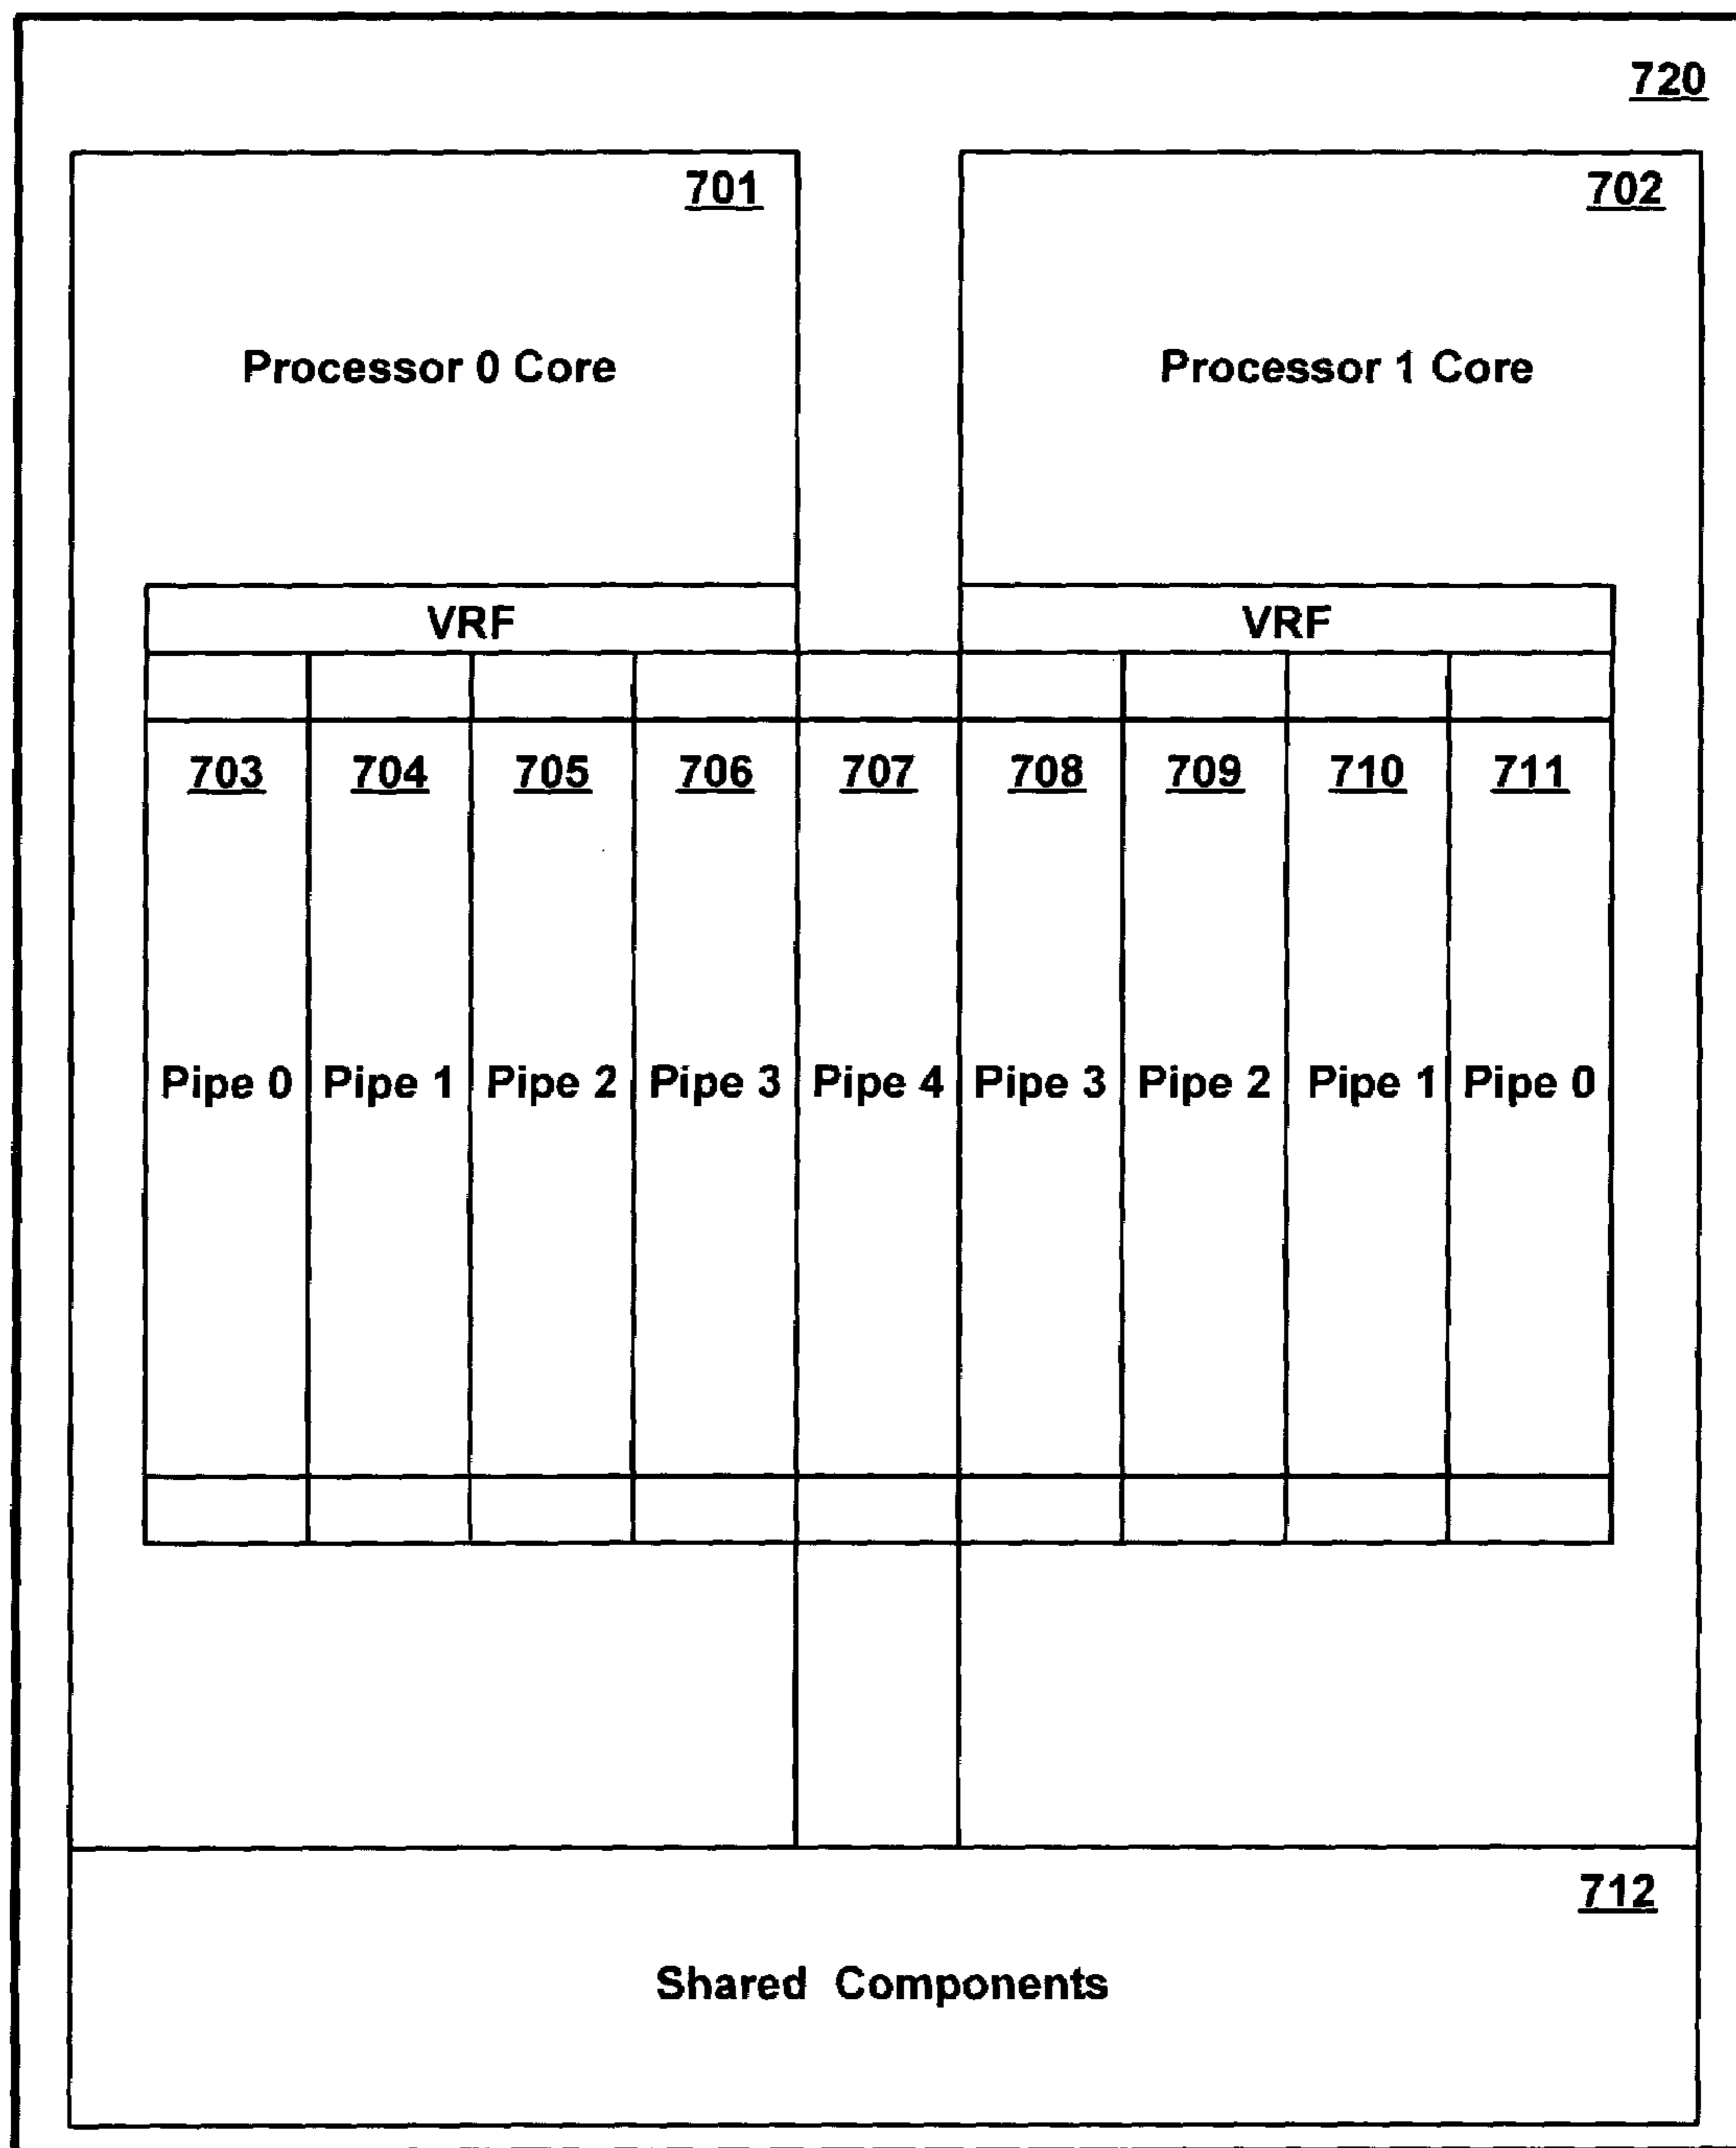 720
701 702
Processor 0 Core Processor 1 Core
VRF VRF
703 704 705 706 707 708 709 710 711
Pipe 0 Pipe 1 Pipe 2 Pipe 3 Pipe 4 Pipe 3 Pipe 2 Pipe 1 Pipe 0
712
Shared Components